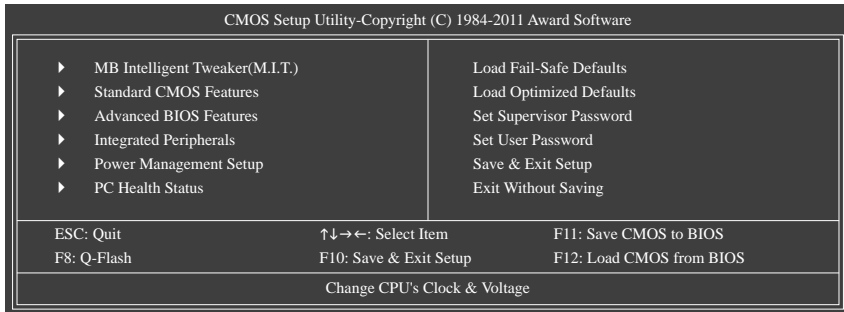 CMOS Setup Utility-Copyright (C) 1984-2011 Award Software
MB Intelligent Tweaker(M.I.T.)
Standard CMOS Features
Advanced BIOS Features
Integrated Peripherals
Power Management Setup
PC Health Status
Load Fail-Safe Defaults
Load Optimized Defaults
Set Supervisor Password
Set User Password
Save & Exit Setup
Exit Without Saving
ESC: Quit ↑↓→←: Select Item F11: Save CMOS to BIOS
F8: Q-Flash F10: Save & Exit Setup F12: Load CMOS from BIOS
Change CPU's Clock & Voltage